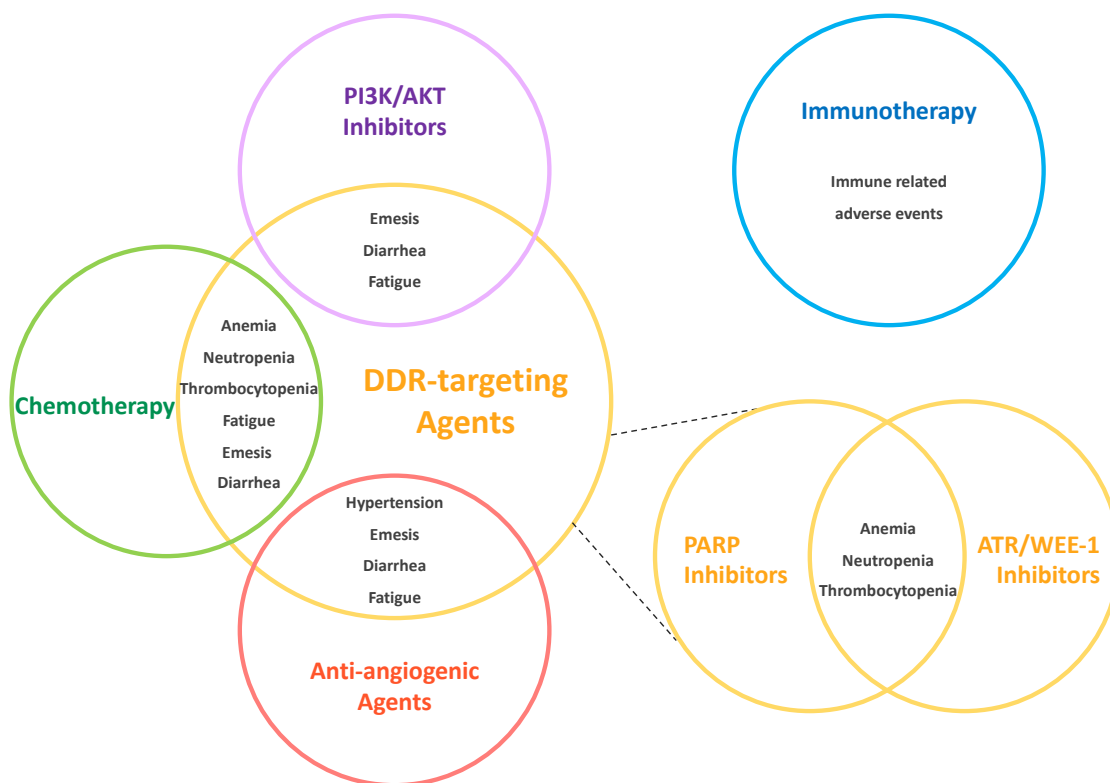 PI3K/AKT
Inhibitors
Emesis
Diarrhea
Fatigue
Immunotherapy
Immune related
adverse events
Chemotherapy
Anemia
Neutropenia
Thrombocytopenia
Fatigue
Emesis
Diarrhea
DDR-targeting
Agents
Hypertension
Emesis
Diarrhea
Fatigue
Anti-angiogenic
Agents
PARP
Inhibitors
Anemia
Neutropenia
Thrombocytopenia
ATR/WEE-1
Inhibitors